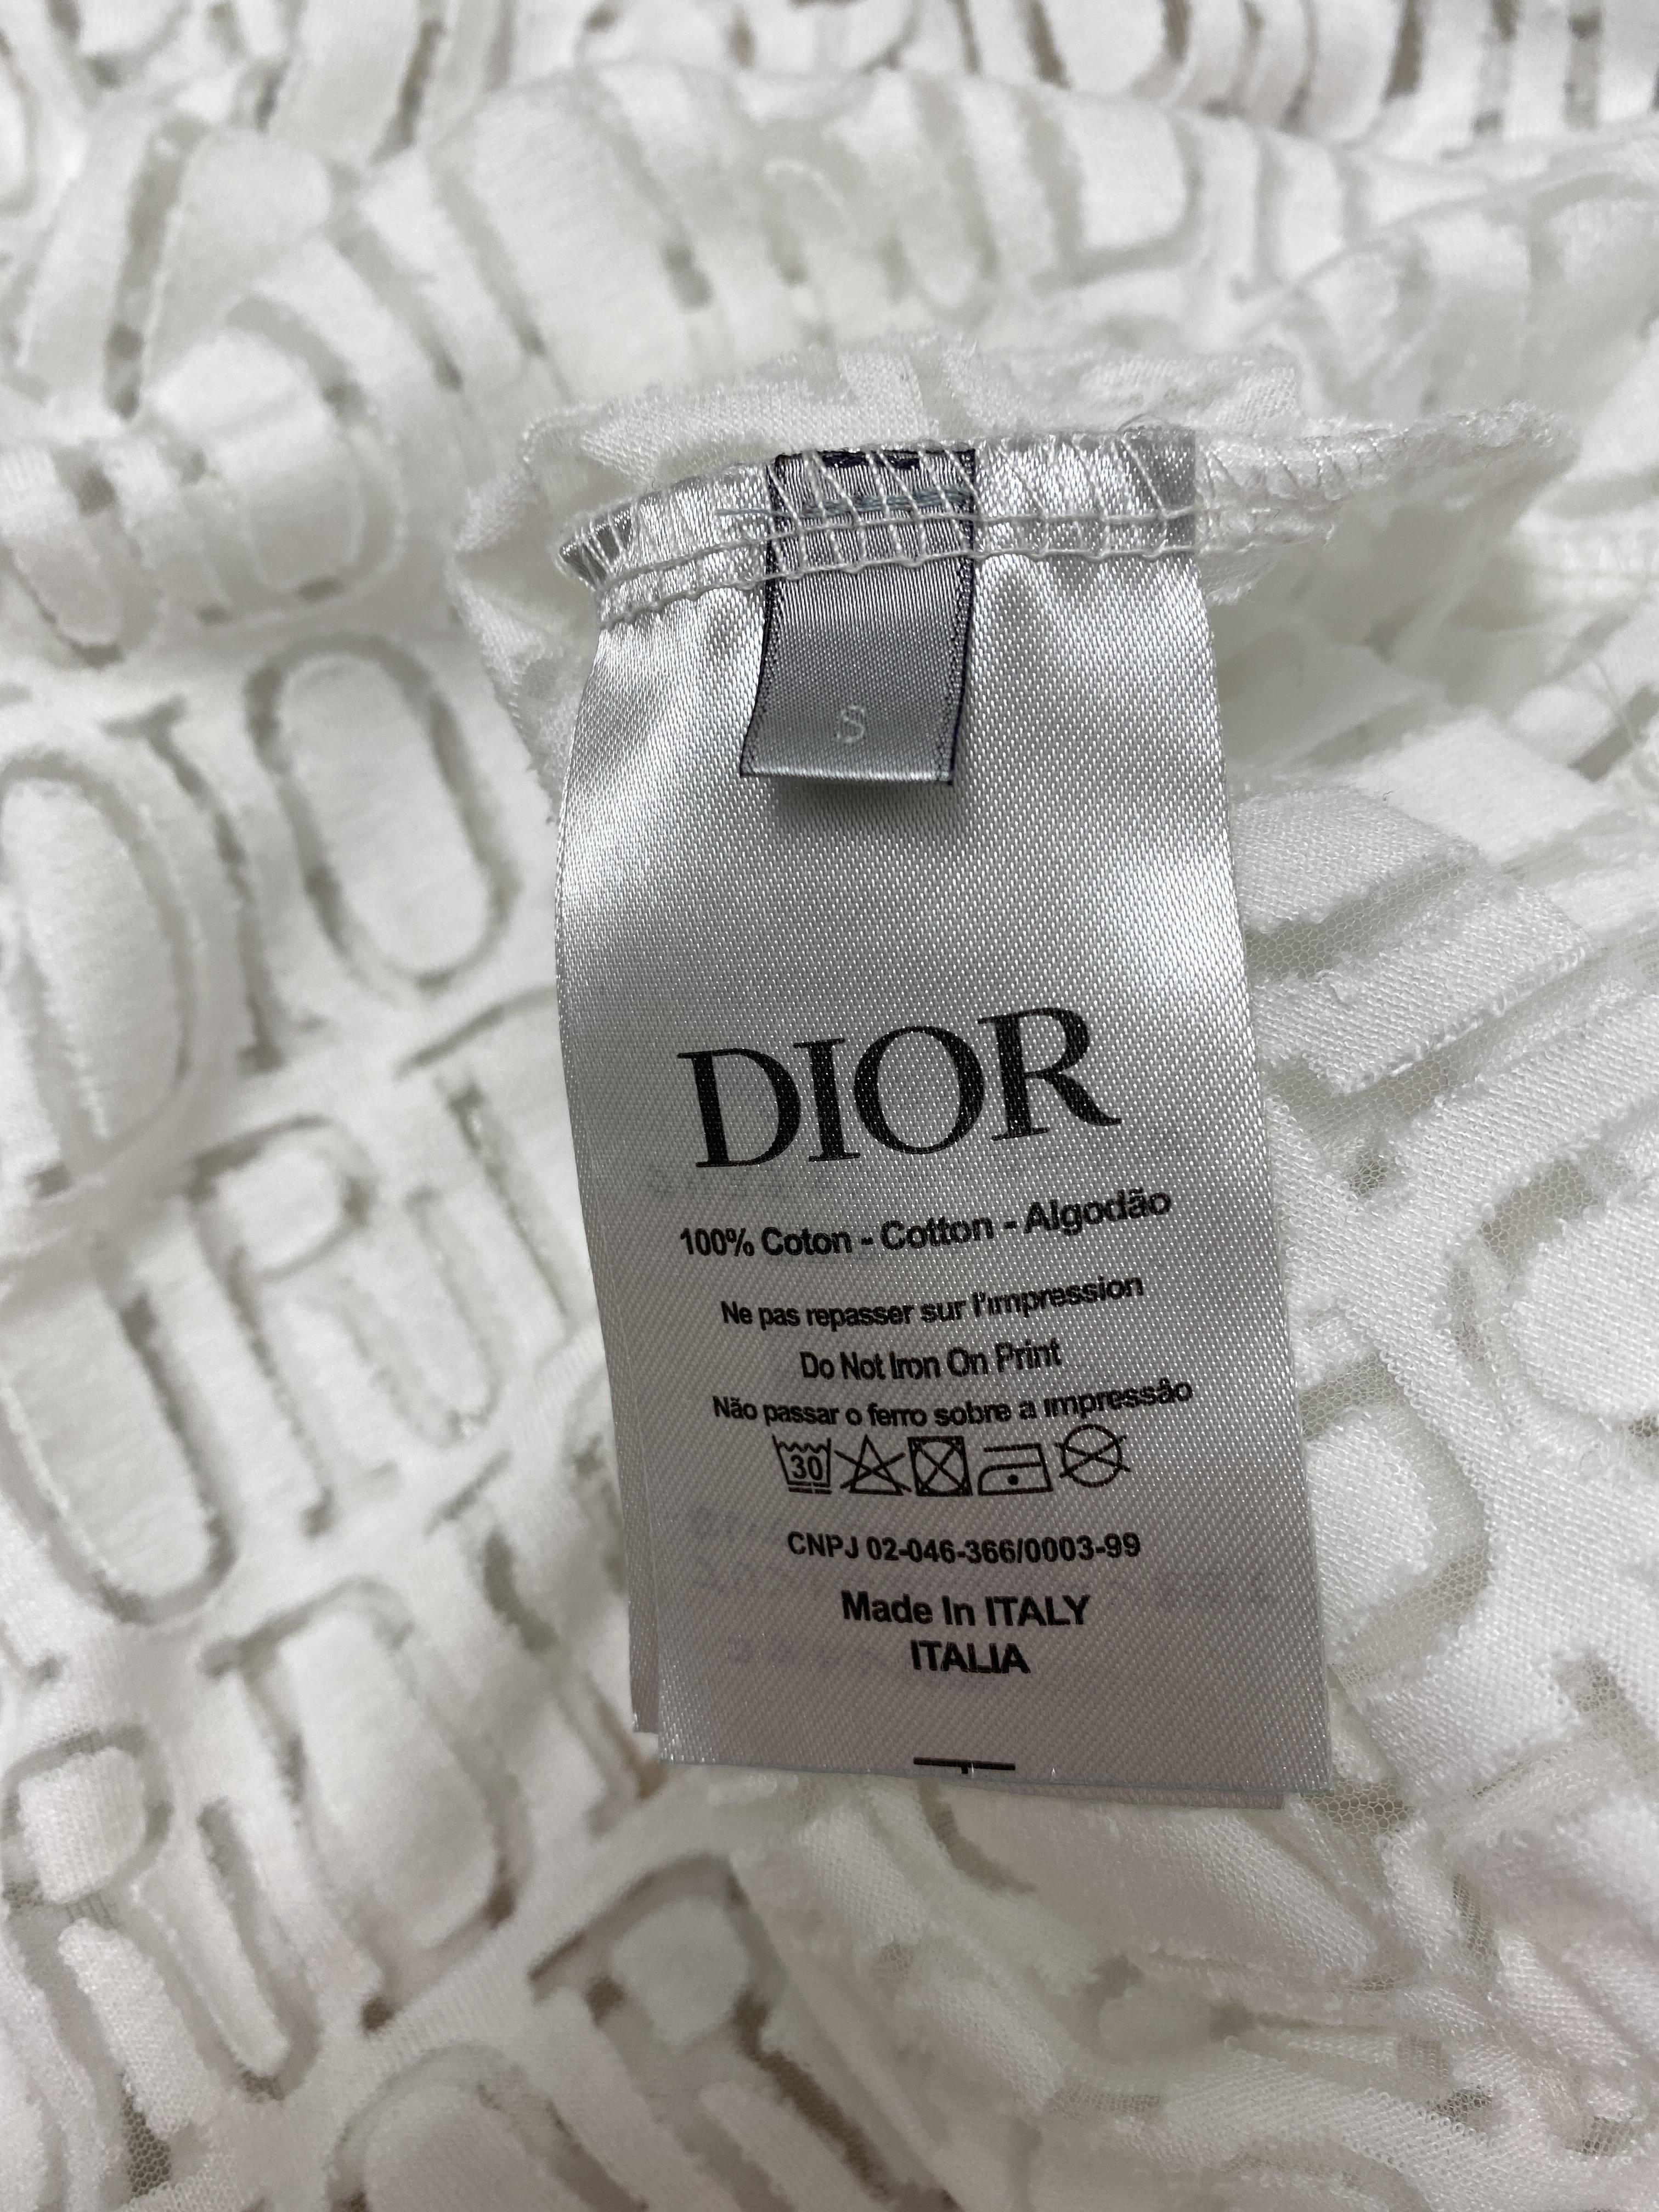 S
DIOR
100% Coton - Cotton - Algodão
Ne pas repasser sur l'impression
Do Not Iron On Print
Não passar o ferro sobre a impressão
30
CNPJ 02-046-366/0003-99
Made In ITALY
ITALIA